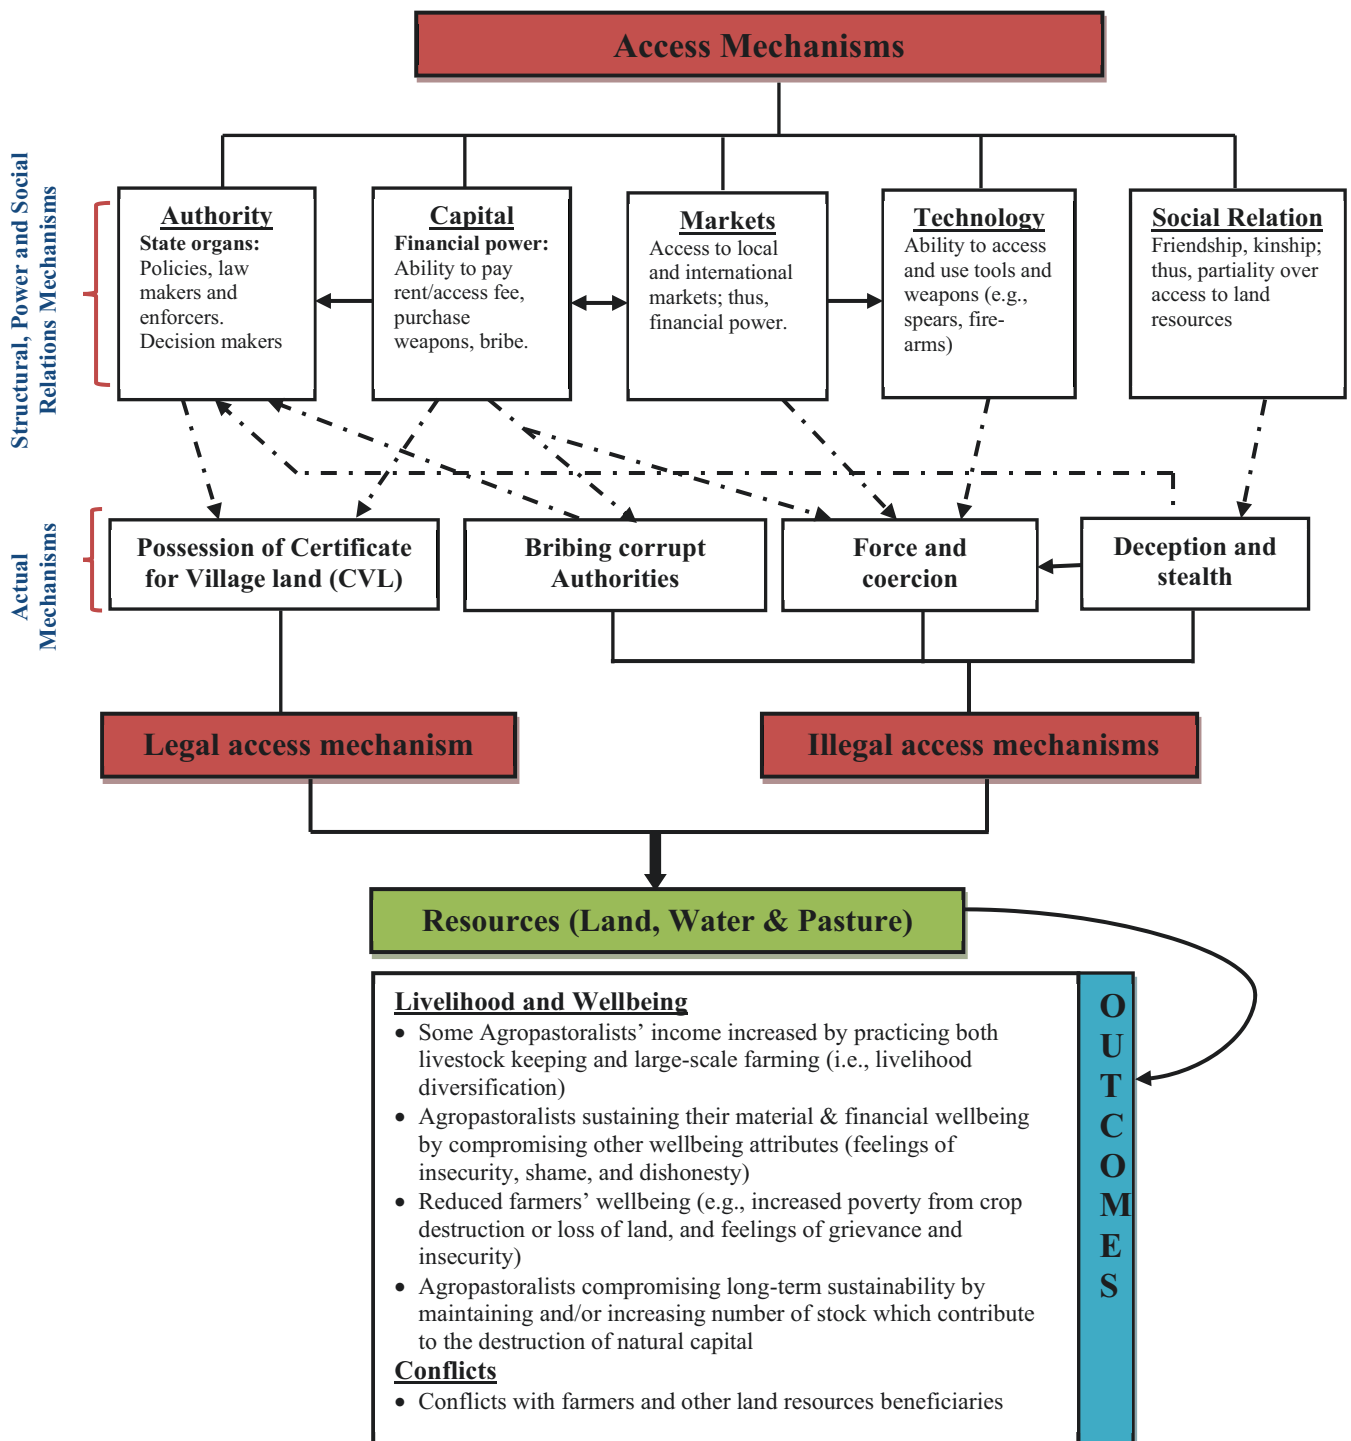 Access Mechanisms
Structural, Power and Social
Relations Mechanisms
Authority
State organs:
Policies, law
makers and
enforcers.
Decision makers
Capital
Financial power:
Ability to pay
rent/access fee,
purchase
weapons, bribe.
Markets
Access to local
and international
markets; thus,
financial power.
Technology
Ability to access
and use tools and
weapons (e.g.,
spears, fire-
arms)
Social Relation
Friendship, kinship;
thus, partiality over
access to land
resources
Actual
Mechanisms
Possession of Certificate
for Village land (CVL)
Bribing corrupt
Authorities
Force and
coercion
Deception and
stealth
Legal access mechanism
Illegal access mechanisms
Resources (Land, Water & Pasture)
Livelihood and Wellbeing
• Some Agropastoralists’ income increased by practicing both
livestock keeping and large-scale farming (i.e., livelihood
diversification)
• Agropastoralists sustaining their material & financial wellbeing
by compromising other wellbeing attributes (feelings of
insecurity, shame, and dishonesty)
• Reduced farmers’ wellbeing (e.g., increased poverty from crop
destruction or loss of land, and feelings of grievance and
insecurity)
• Agropastoralists compromising long-term sustainability by
maintaining and/or increasing number of stock which contribute
to the destruction of natural capital
Conflicts
• Conflicts with farmers and other land resources beneficiaries
OUTCOMES